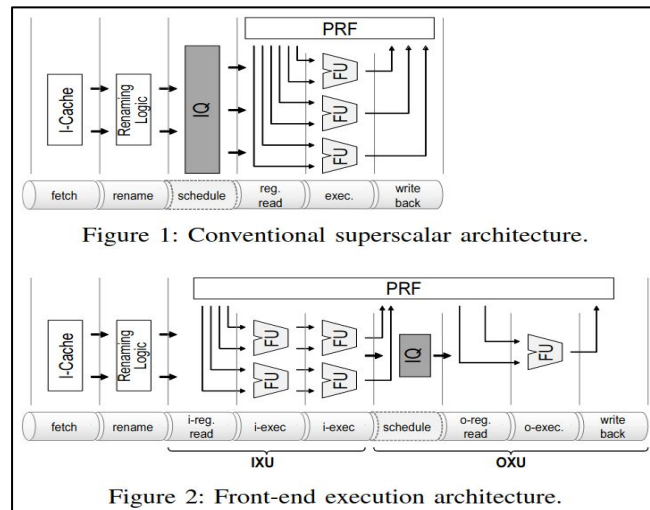 PRF
I-Cache
Renaming
Logic
IQ
FU
FU
FU
fetch
rename
schedule
reg.
read
exec.
write
back
Figure 1: Conventional superscalar architecture.
PRF
I-Cache
Renaming
Logic
FU
FU
FU
FU
IQ
FU
fetch
rename
i-reg.
read
i-exec
i-exec
schedule
o-reg.
read
o-exec.
write
back
IXU
OXU
Figure 2: Front-end execution architecture.